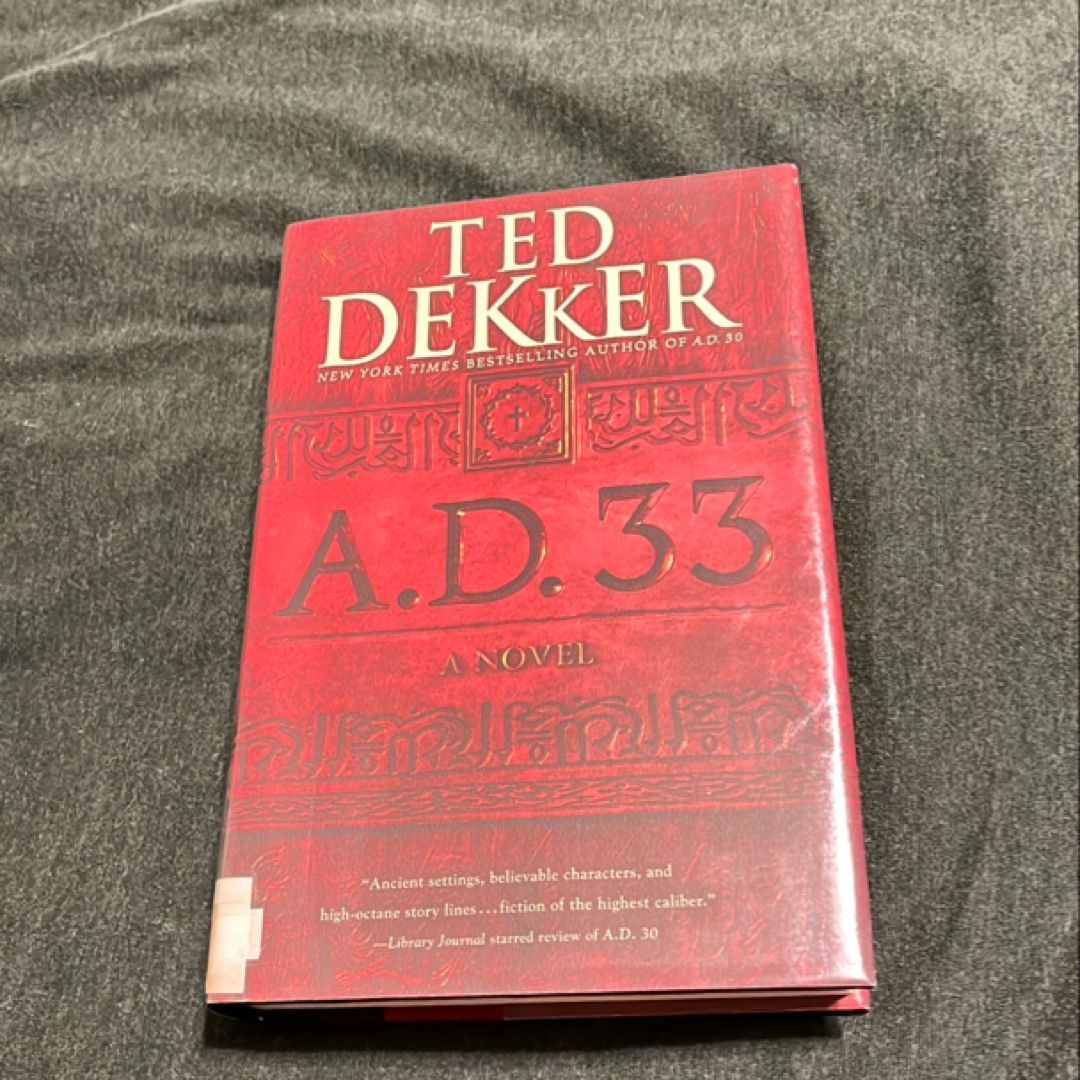 TED
DEKKER
NEW YORK TIMES BESTSELLING AUTHOR OF A.D. 30
A.D. 33
A NOVEL
“Ancient settings, believable characters, and
high-octane story lines...fiction of the highest caliber.”
—Library Journal starred review of A.D. 30